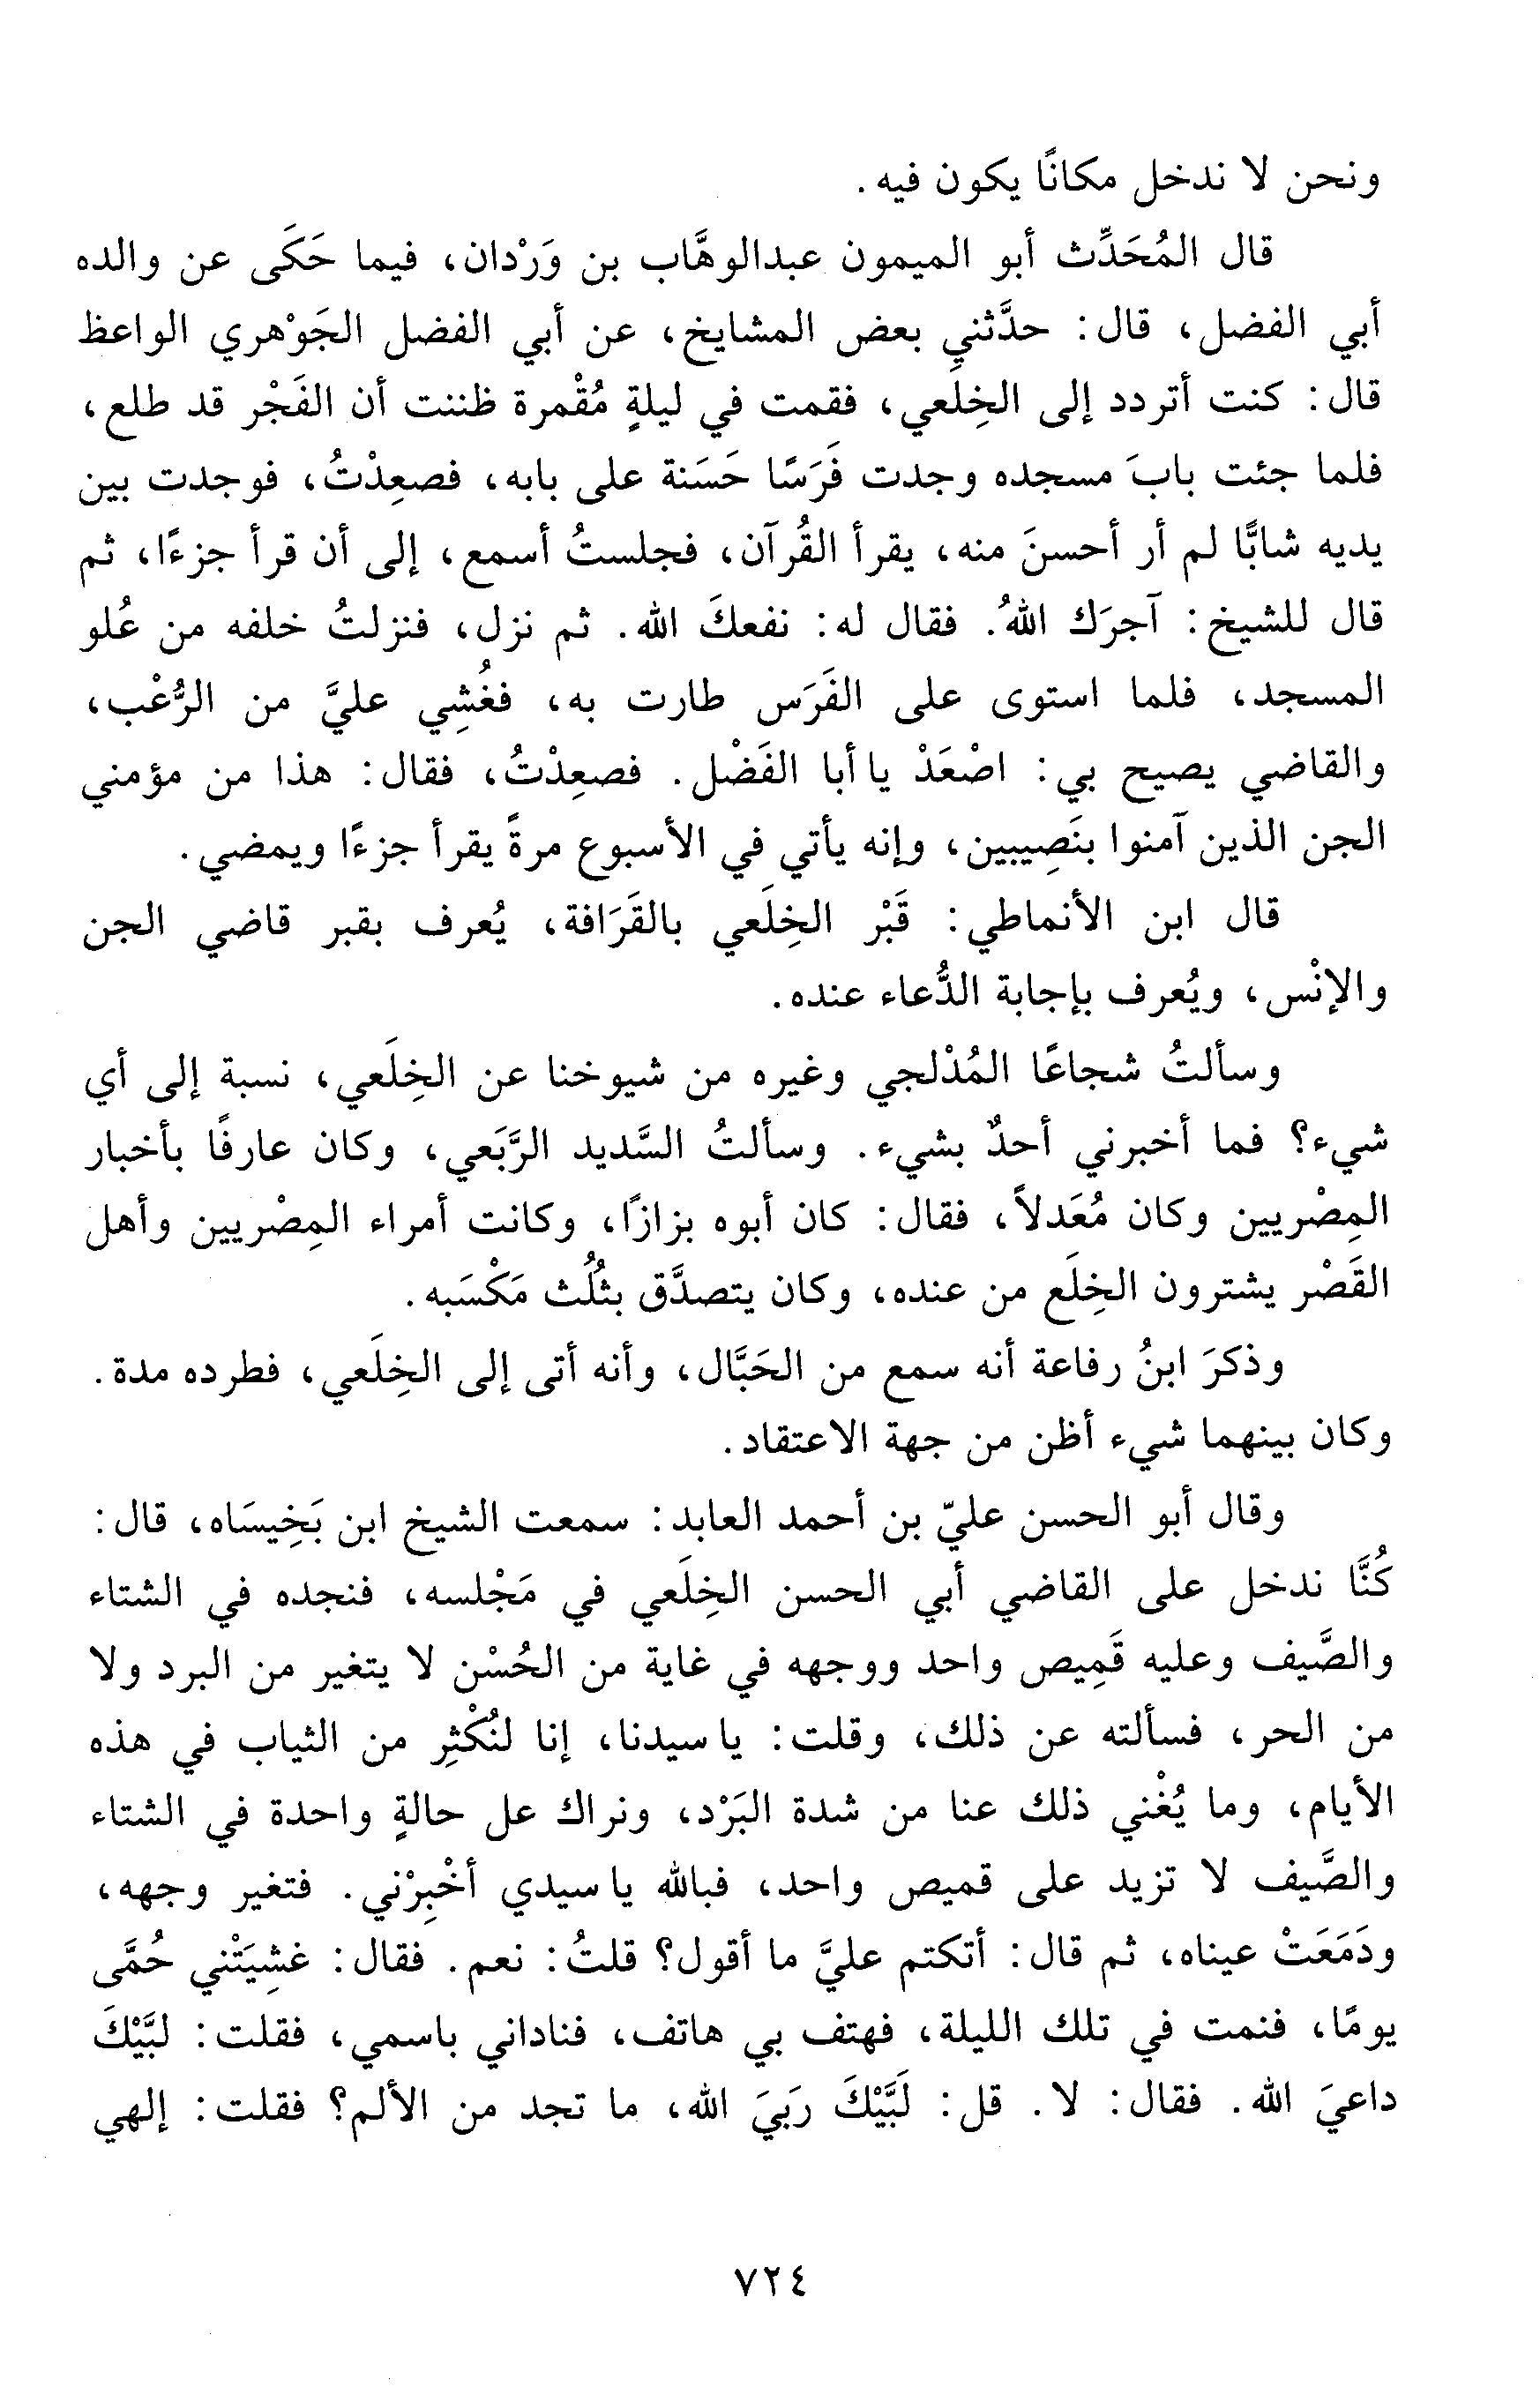 ونحن لا ندخل مكانًا يكون فيه.
قال المُحَدِّث أبو الميمون عبدالوهَّاب بن وَرْدان، فيما حَكَى عن والده
أبي الفضل، قال: حدَّثنيِ بعض المشايخ، عن أبي الفضل الجَوْهري الواعظ
قال: كنت أتردد إلى الخِلَعي، فقمت في ليلةٍ مُقْمرة ظننت أن الفَجْر قد طلع،
فلما جئت بابَ مسجده وجدت فَرَسًا حَسَنة على بابه، فصعِدْتُ، فوجدت بين
يديه شابًّا لم أر أحسنَ منه، يقرأ القُرآن، فجلستُ أسمع، إلى أن قرأ جزءًا، ثم
قال للشيخ: آجرَك اللهُ. فقال له: نفعكَ الله. ثم نزل، فنزلتُ خلفه من عُلو
المسجد، فلما استوى على الفَرَس طارت به، فغُشِي عليَّ من الرُّعْب،
والقاضي يصيح بي: اصْعَدْ يا أبا الفَضْل. فصعِدْتُ، فقال: هذا من مؤمني
الجن الذين آمنوا بنَصِيبين، وإنه يأتي في الأسبوع مرةً يقرأ جزءًا ويمضي.
قال ابن الأنماطي: قَبْر الخِلَعي بالقَرَافة، يُعرف بقبر قاضي الجن
والإنْس، ويُعرف بإجابة الدُّعاء عنده.
وسألتُ شجاعًا المُدْلجي وغيره من شيوخنا عن الخِلَعي، نسبة إلى أي
شيء؟ فما أخبرني أحدٌ بشيء. وسألتُ السَّديد الرَّبَعي، وكان عارفًا بأخبار
المِصْريين وكان مُعَدلاً، فقال: كان أبوه بزازًا، وكانت أمراء المِصْريين وأهل
القَصْر يشترون الخِلَع من عنده، وكان يتصدَّق بثُلُث مَكْسَبه.
وذكرَ ابنُ رفاعة أنه سمع من الحَبَّال، وأنه أتى إلى الخِلَعي، فطرده مدة.
وكان بينهما شيء أظن من جهة الاعتقاد.
وقال أبو الحسن عليّ بن أحمد العابد: سمعت الشيخ ابن بَخِيسَاه، قال:
كُنَّا ندخل على القاضي أبي الحسن الخِلَعي في مَجْلسه، فنجده في الشتاء
والصَّيف وعليه قَمِيص واحد ووجهه في غاية من الحُسْن لا يتغير من البرد ولا
من الحر، فسألته عن ذلك، وقلت: يا سيدنا، إنا لنُكْثِر من الثياب في هذه
الأيام، وما يُغْني ذلك عنا من شدة البَرْد، ونراك عل حالةٍ واحدة في الشتاء
والصَّيف لا تزيد على قميص واحد، فبالله يا سيدي أخْبِرْني. فتغير وجهه،
ودَمَعَتْ عيناه، ثم قال: أتكتم عليَّ ما أقول؟ قلتُ: نعم. فقال: غشِيَتْني حُمَّى
يومًا، فنمت في تلك الليلة، فهتف بي هاتف، فناداني باسمي، فقلت: لبَّيْكَ
داعيَ الله. فقال: لا. قل: لَبَّيْكَ رَبيَ الله، ما تجد من الألم؟ فقلت: إلهي
٧٢٤